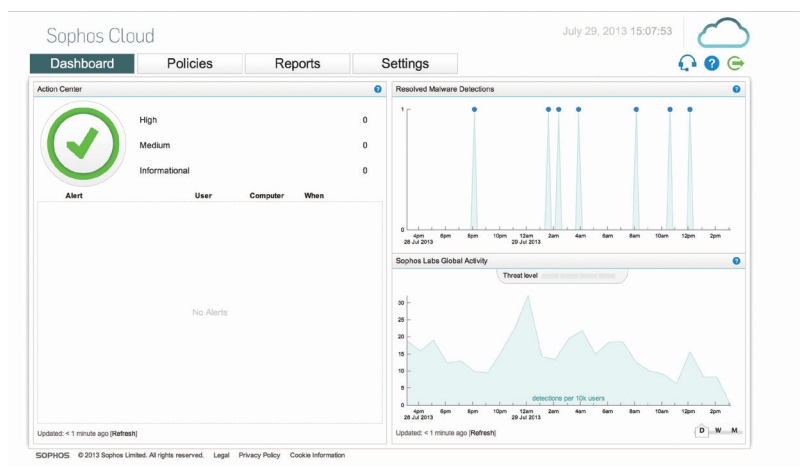 Sophos Cloud
July 29, 2013 15:07:53
Dashboard Policies Reports Settings
Action Center
High 0
Medium 0
Informational 0
Alert User Computer When
No Alerts
Updated: < 1 minute ago [Refresh]
Resolved Malware Detections
1
0
4pm 6pm 8pm 10pm 12am 2am 4am 6am 8am 10am 12pm 2pm
28 Jul 2013 29 Jul 2013
Sophos Labs Global Activity
Threat level
30
25
20
15
10
5
0
detections per 10k users
4pm 6pm 8pm 10pm 12am 2am 4am 6am 8am 10am 12pm 2pm
28 Jul 2013 29 Jul 2013
Updated: < 1 minute ago [Refresh]
D W M
SOPHOS © 2013 Sophos Limited. All rights reserved. Legal Privacy Policy Cookie Information